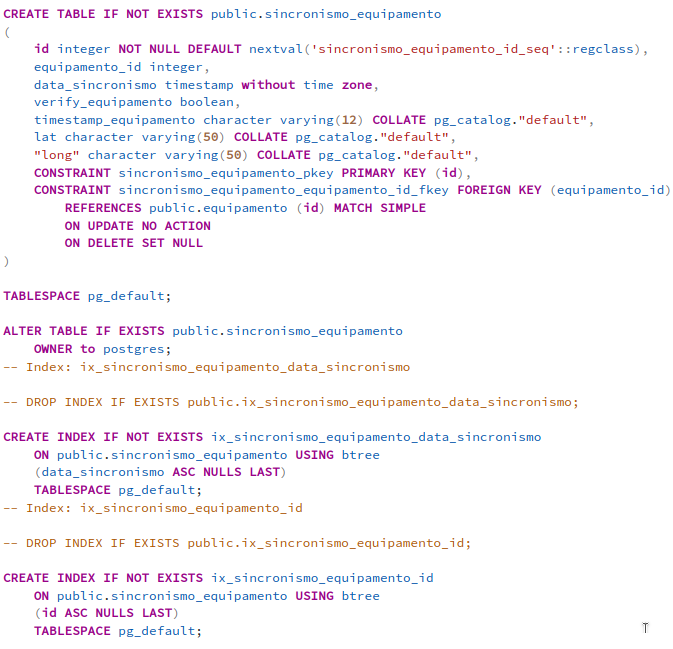 CREATE TABLE IF NOT EXISTS public.sincronismo_equipamento
(
    id integer NOT NULL DEFAULT nextval('sincronismo_equipamento_id_seq'::regclass),
    equipamento_id integer,
    data_sincronismo timestamp without time zone,
    verify_equipamento boolean,
    timestamp_equipamento character varying(12) COLLATE pg_catalog."default",
    lat character varying(50) COLLATE pg_catalog."default",
    "long" character varying(50) COLLATE pg_catalog."default",
    CONSTRAINT sincronismo_equipamento_pkey PRIMARY KEY (id),
    CONSTRAINT sincronismo_equipamento_equipamento_id_fkey FOREIGN KEY (equipamento_id)
        REFERENCES public.equipamento (id) MATCH SIMPLE
        ON UPDATE NO ACTION
        ON DELETE SET NULL
)
TABLESPACE pg_default;
ALTER TABLE IF EXISTS public.sincronismo_equipamento
    OWNER to postgres;
-- Index: ix_sincronismo_equipamento_data_sincronismo
-- DROP INDEX IF EXISTS public.ix_sincronismo_equipamento_data_sincronismo;
CREATE INDEX IF NOT EXISTS ix_sincronismo_equipamento_data_sincronismo
    ON public.sincronismo_equipamento USING btree
    (data_sincronismo ASC NULLS LAST)
    TABLESPACE pg_default;
-- Index: ix_sincronismo_equipamento_id
-- DROP INDEX IF EXISTS public.ix_sincronismo_equipamento_id;
CREATE INDEX IF NOT EXISTS ix_sincronismo_equipamento_id
    ON public.sincronismo_equipamento USING btree
    (id ASC NULLS LAST)
    TABLESPACE pg_default;